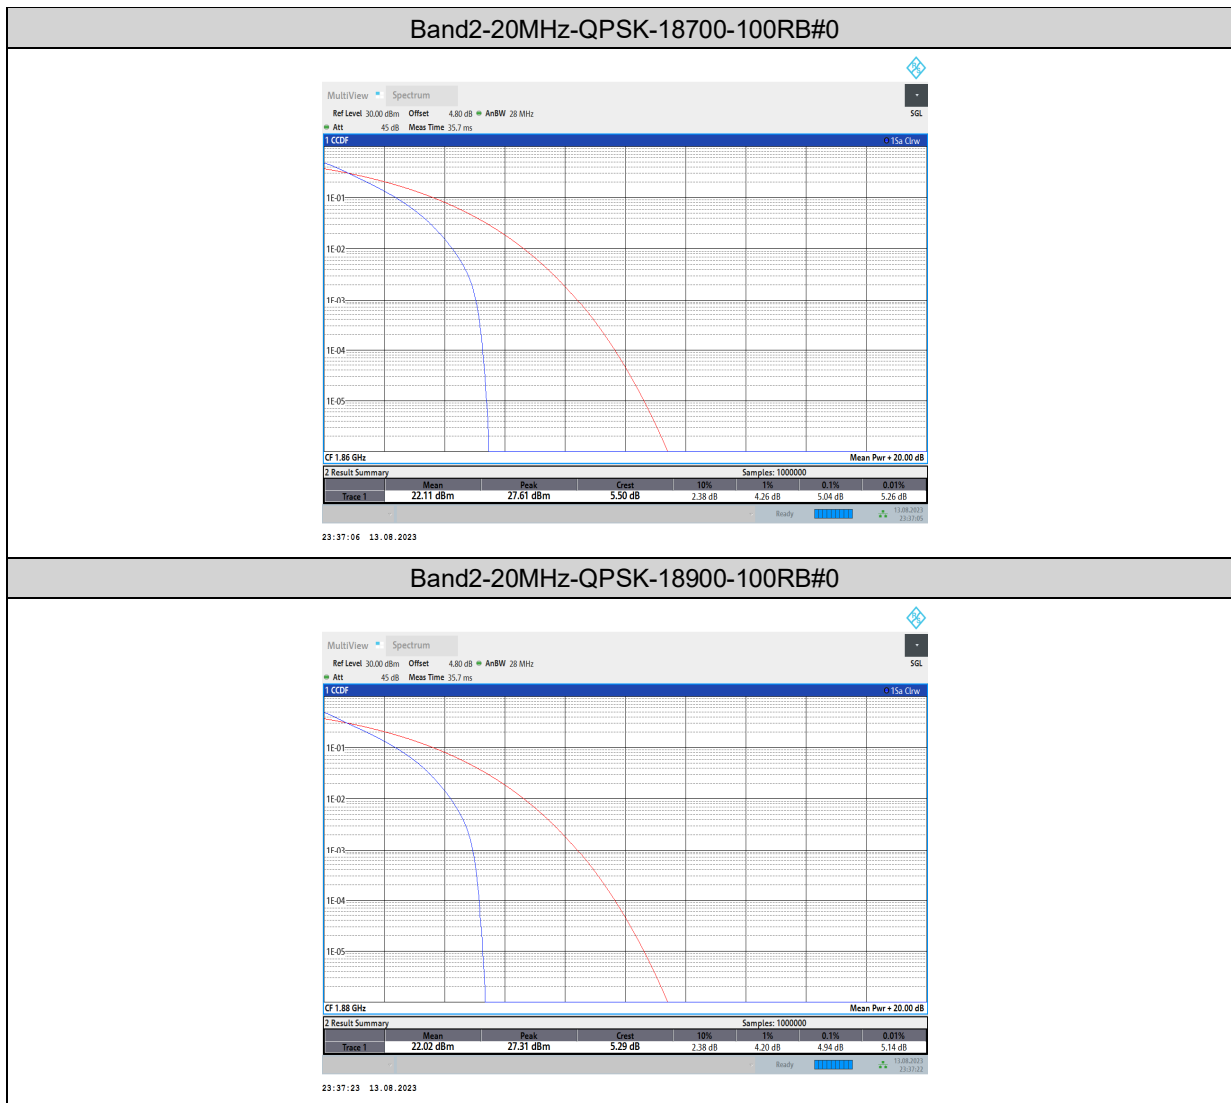 Band2-20MHz-QPSK-18700-100RB#0
MultiView Spectrum
Ref Level 30.00 dBm Offset 4.80 dB AnBW 28 MHz SGL
Att 45 dB Meas Time 35.7 ms
1 CCDF 1Sa Clrw
1E-01
1E-02
1E-03
1E-04
1E-05
CF 1.86 GHz Mean Pwr + 20.00 dB
2 Result Summary Samples: 1000000
Mean Peak Crest 10% 1% 0.1% 0.01%
Trace 1 22.11 dBm 27.61 dBm 5.50 dB 2.38 dB 4.26 dB 5.04 dB 5.26 dB
Ready 13.08.2023
23:37:05
23:37:06 13.08.2023
Band2-20MHz-QPSK-18900-100RB#0
MultiView Spectrum
Ref Level 30.00 dBm Offset 4.80 dB AnBW 28 MHz SGL
Att 45 dB Meas Time 35.7 ms
1 CCDF 1Sa Clrw
1E-01
1E-02
1E-03
1E-04
1E-05
CF 1.88 GHz Mean Pwr + 20.00 dB
2 Result Summary Samples: 1000000
Mean Peak Crest 10% 1% 0.1% 0.01%
Trace 1 22.02 dBm 27.31 dBm 5.29 dB 2.38 dB 4.20 dB 4.94 dB 5.14 dB
Ready 13.08.2023
23:37:22
23:37:23 13.08.2023